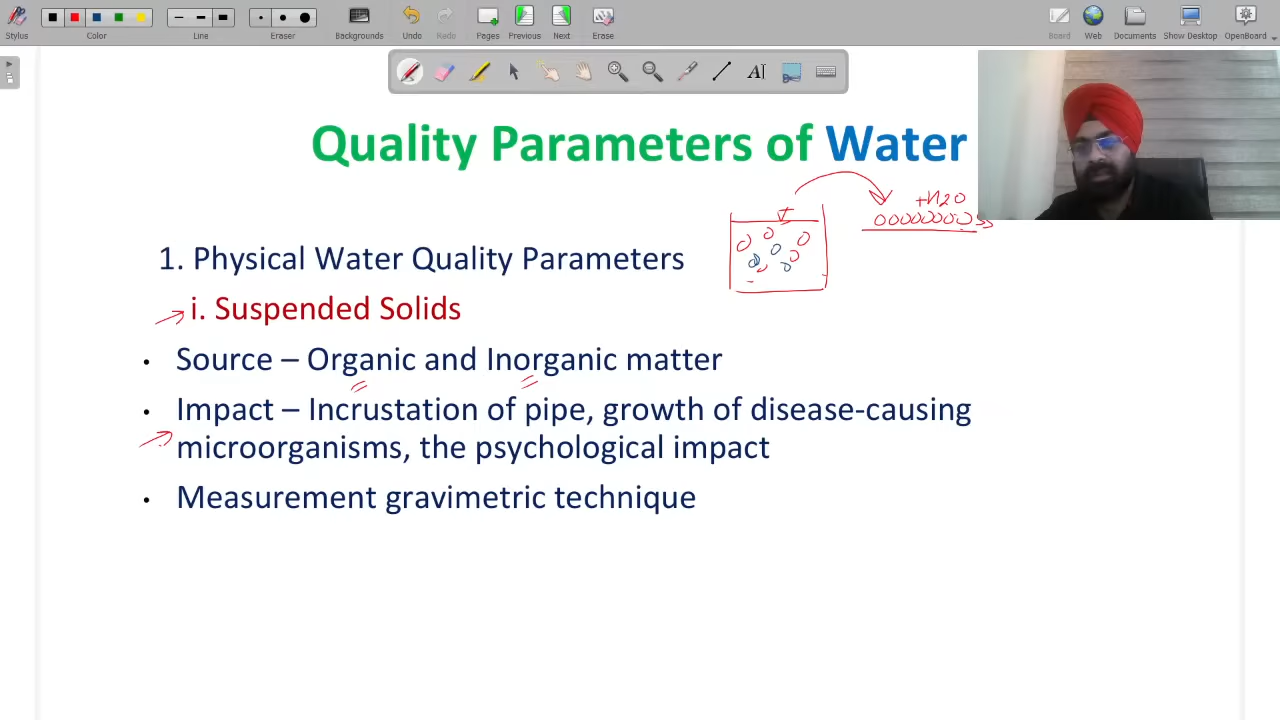 Stylus
Color
Line
Eraser
Backgrounds
Undo
Redo
Pages
Previous
Next
Erase
Board
Web
Documents
Show Desktop
OpenBoard
Quality Parameters of Water
+H2O
1. Physical Water Quality Parameters
i. Suspended Solids
• Source – Organic and Inorganic matter
• Impact – Incrustation of pipe, growth of disease-causing
microorganisms, the psychological impact
• Measurement gravimetric technique